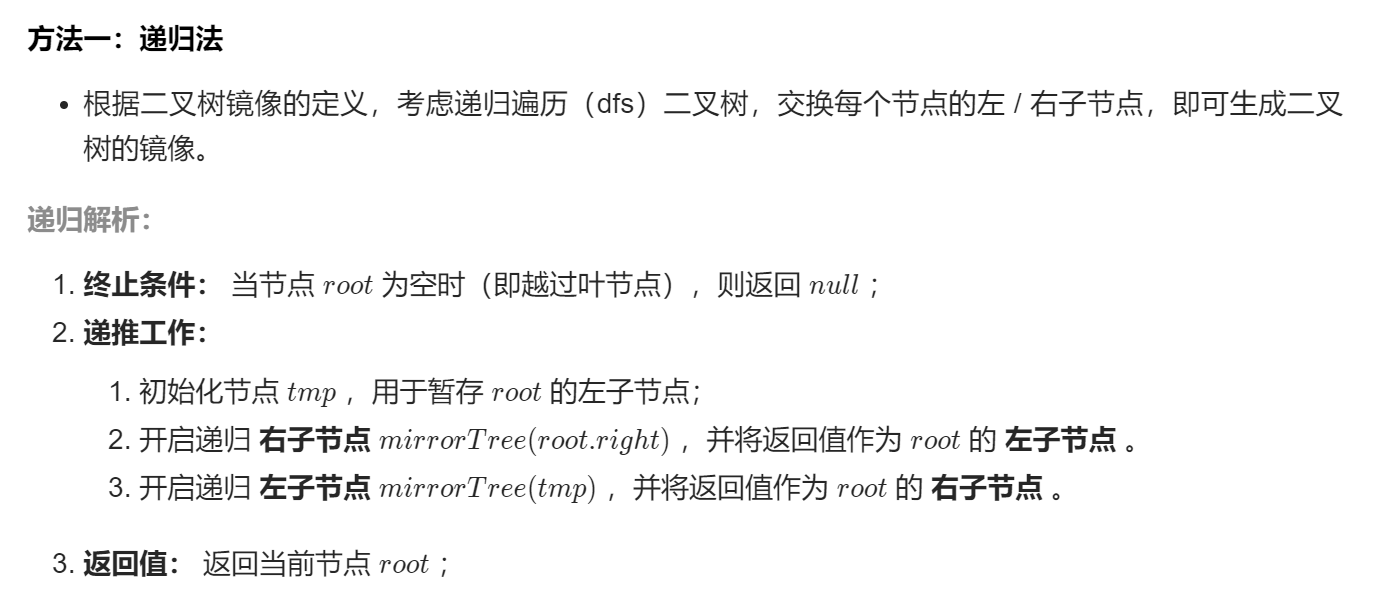 方法一：递归法
• 根据二叉树镜像的定义，考虑递归遍历（dfs）二叉树，交换每个节点的左 / 右子节点，即可生成二叉
树的镜像。
递归解析：
1. 终止条件： 当节点 root 为空时（即越过叶节点），则返回 null ；
2. 递推工作：
1. 初始化节点 tmp ，用于暂存 root 的左子节点；
2. 开启递归 右子节点 mirrorTree(root.right) ，并将返回值作为 root 的 左子节点 。
3. 开启递归 左子节点 mirrorTree(tmp) ，并将返回值作为 root 的 右子节点 。
3. 返回值： 返回当前节点 root ；